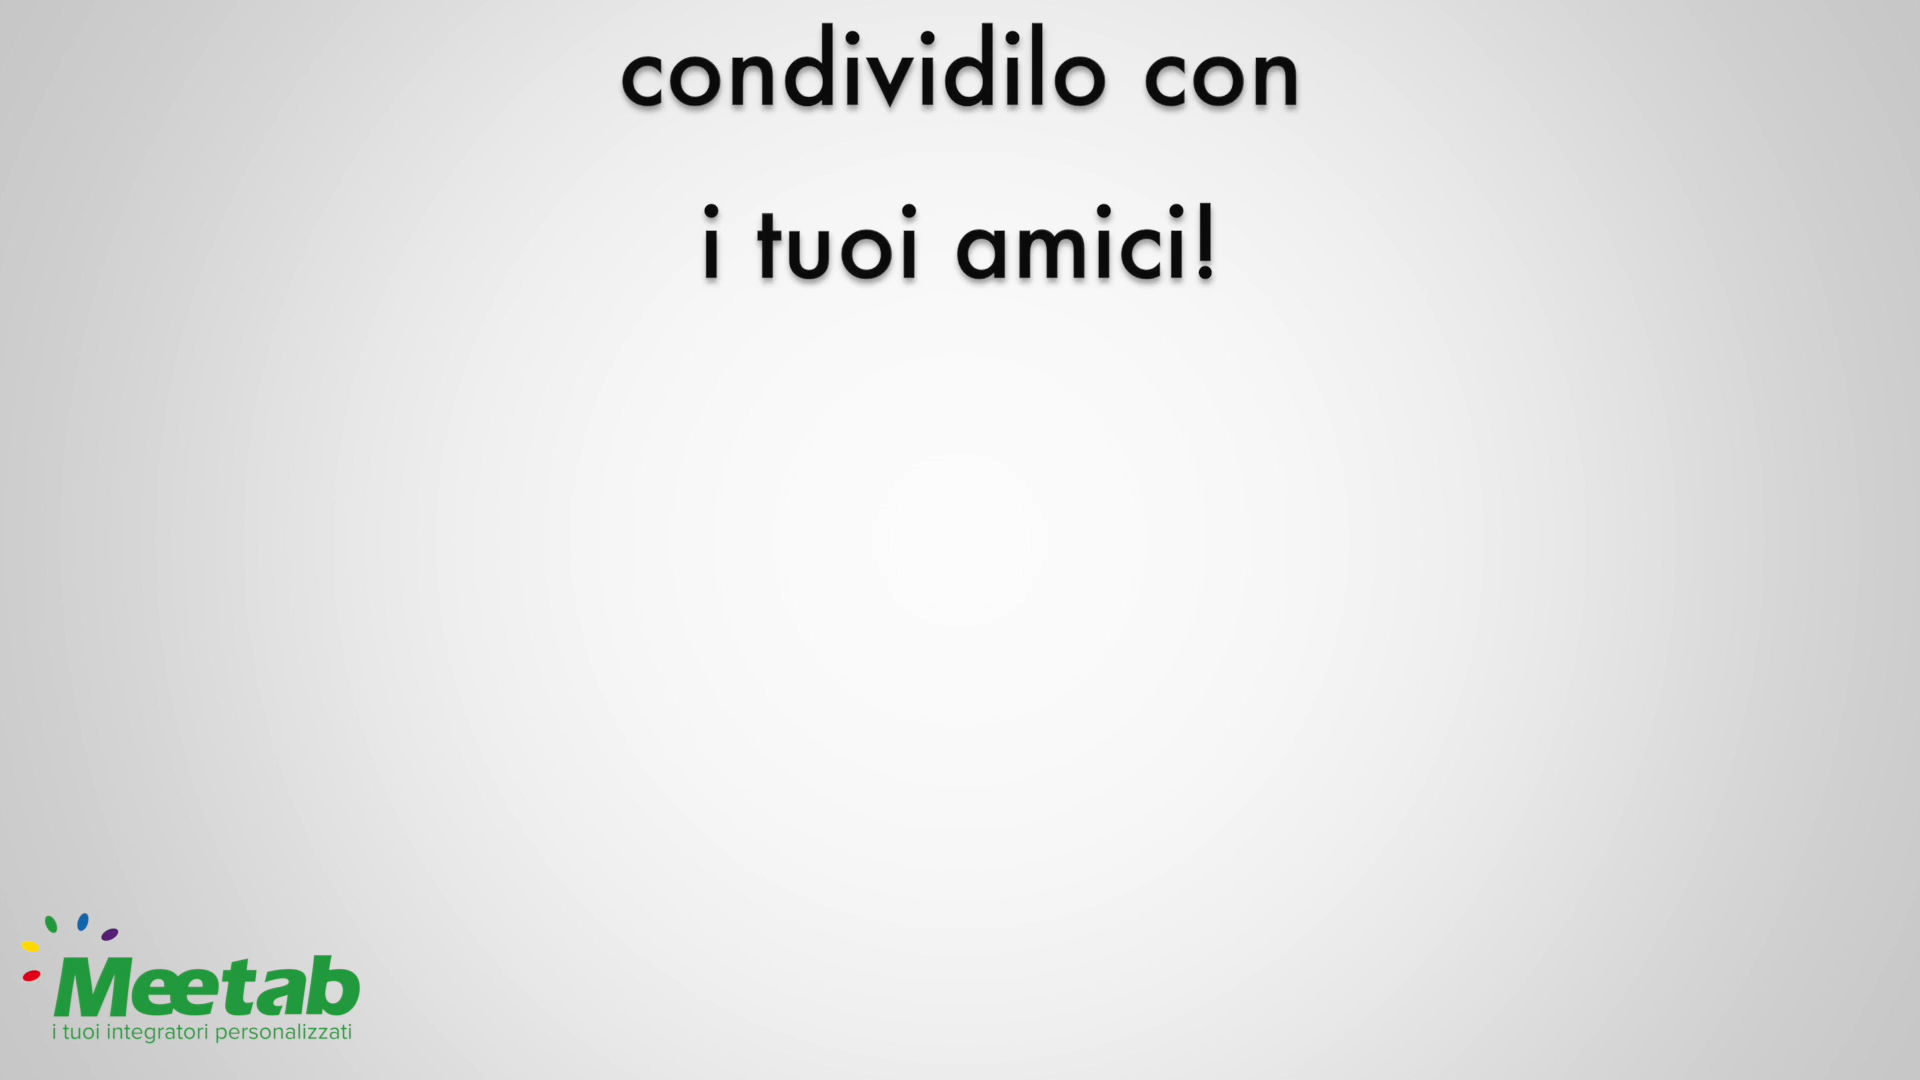 condividilo con
i tuoi amici!
Meetab
i tuoi integratori personalizzati